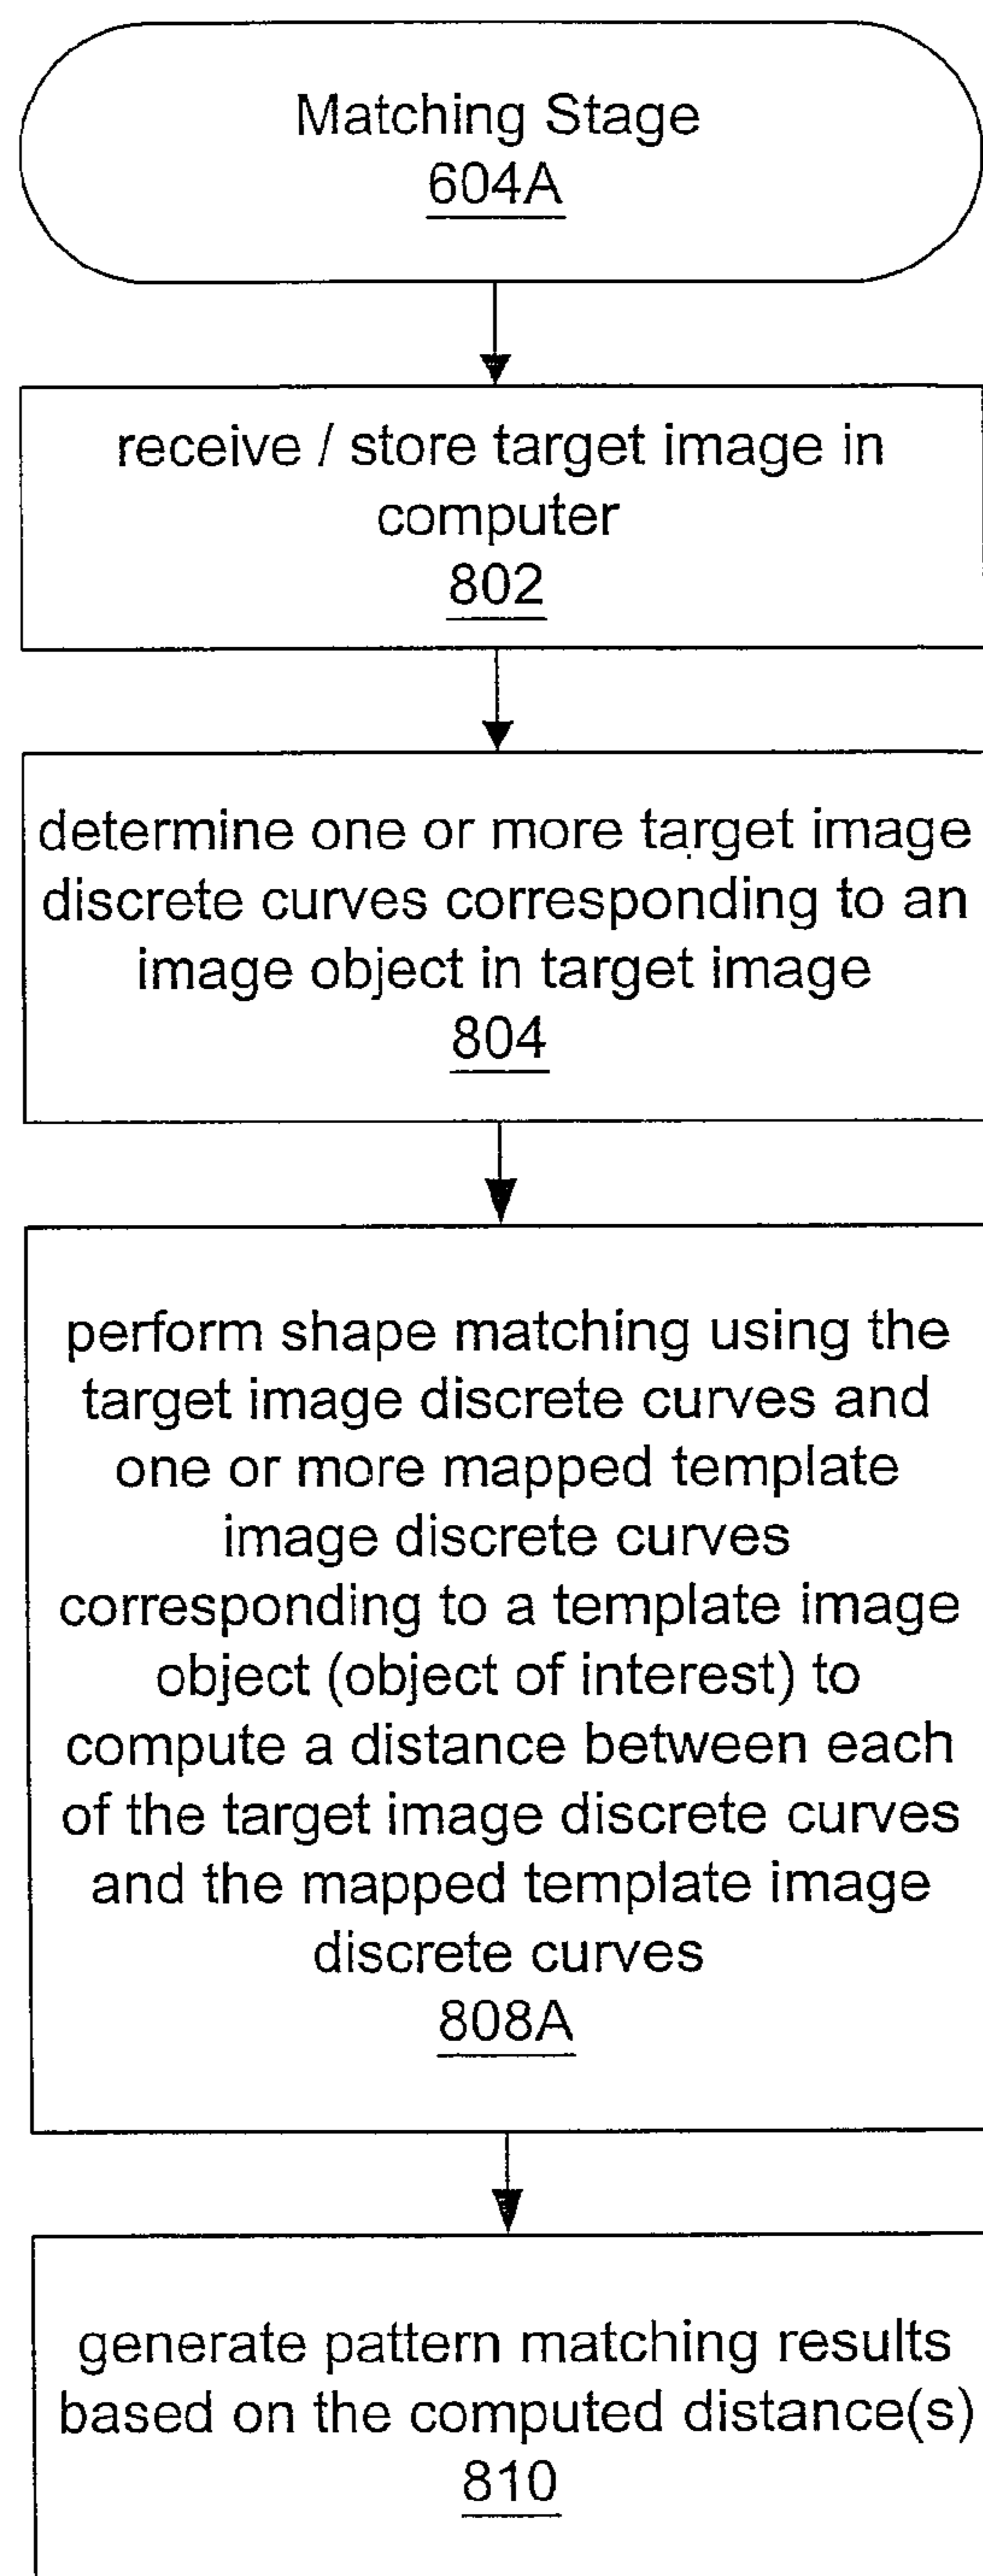 Matching Stage
604A
receive / store target image in
computer
802
determine one or more target image
discrete curves corresponding to an
image object in target image
804
perform shape matching using the
target image discrete curves and
one or more mapped template
image discrete curves
corresponding to a template image
object (object of interest) to
compute a distance between each
of the target image discrete curves
and the mapped template image
discrete curves
808A
generate pattern matching results
based on the computed distance(s)
810